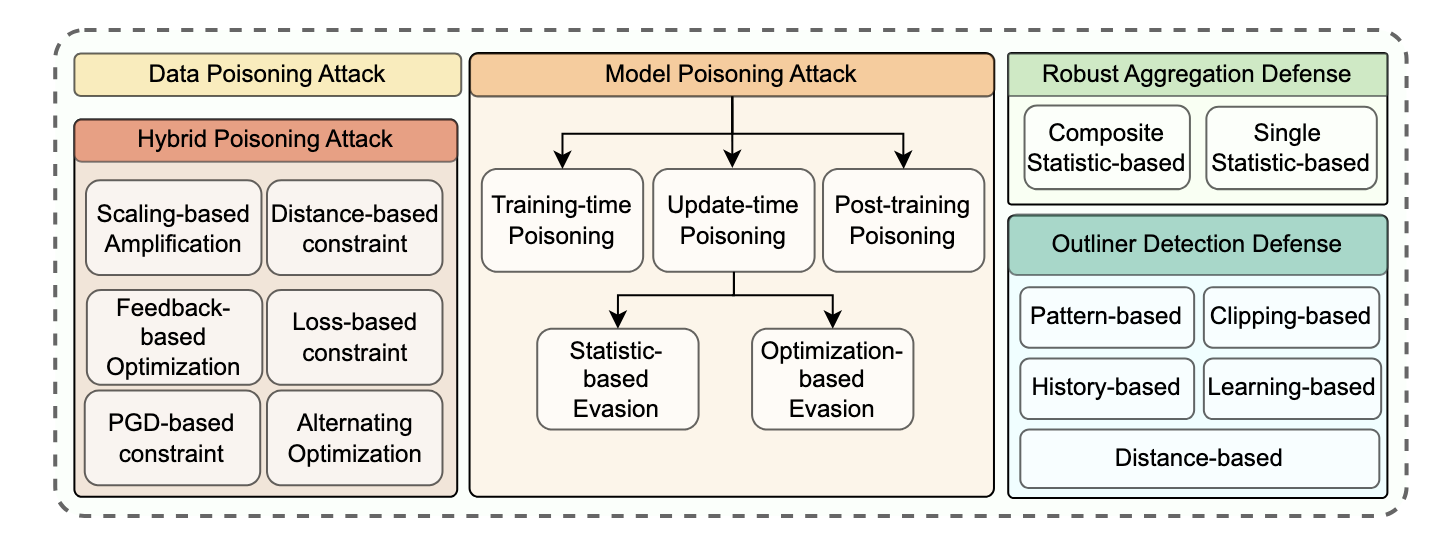 Data Poisoning Attack
Hybrid Poisoning Attack
Scaling-based
Amplification
Distance-based
constraint
Feedback-
based
Optimization
Loss-based
constraint
PGD-based
constraint
Alternating
Optimization
Model Poisoning Attack
Training-time
Poisoning
Update-time
Poisoning
Post-training
Poisoning
Statistic-
based
Evasion
Optimization-
based
Evasion
Robust Aggregation Defense
Composite
Statistic-based
Single
Statistic-based
Outliner Detection Defense
Pattern-based
Clipping-based
History-based
Learning-based
Distance-based